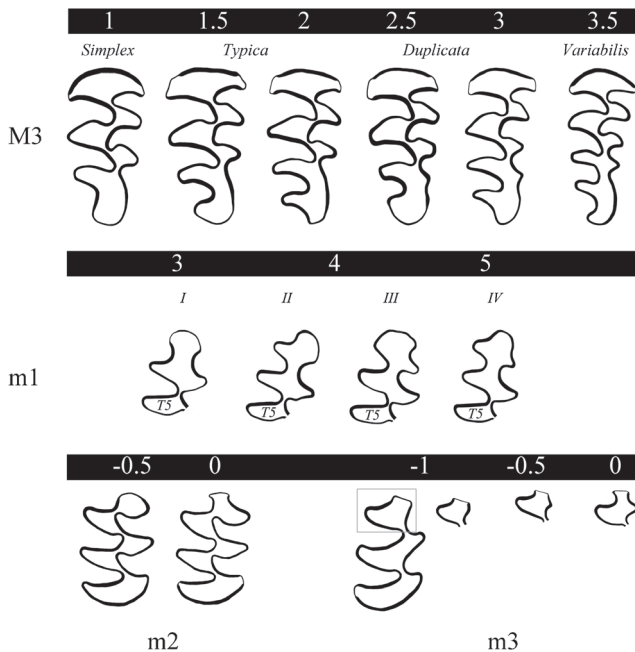 1 1.5 2 2.5 3 3.5
Simplex Typica Duplicata Variabilis
M3
3 4 5
I II III IV
m1
T5 T5 T5 T5
-0.5 0 -1 -0.5 0
m2 m3